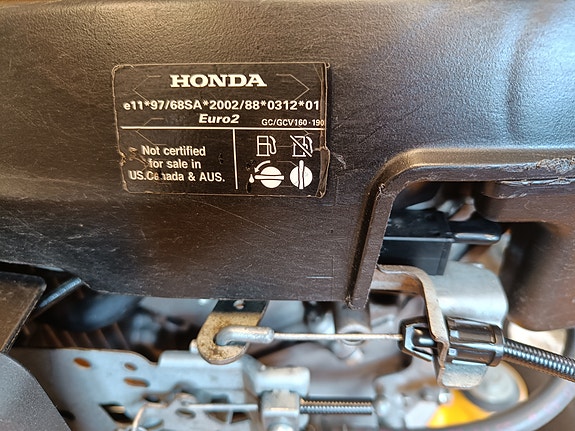 HONDA
e11*97/68SA*2002/88*0312*01
Euro2
GC/GCV160·190
Not certified
for sale in
US.Canada & AUS.